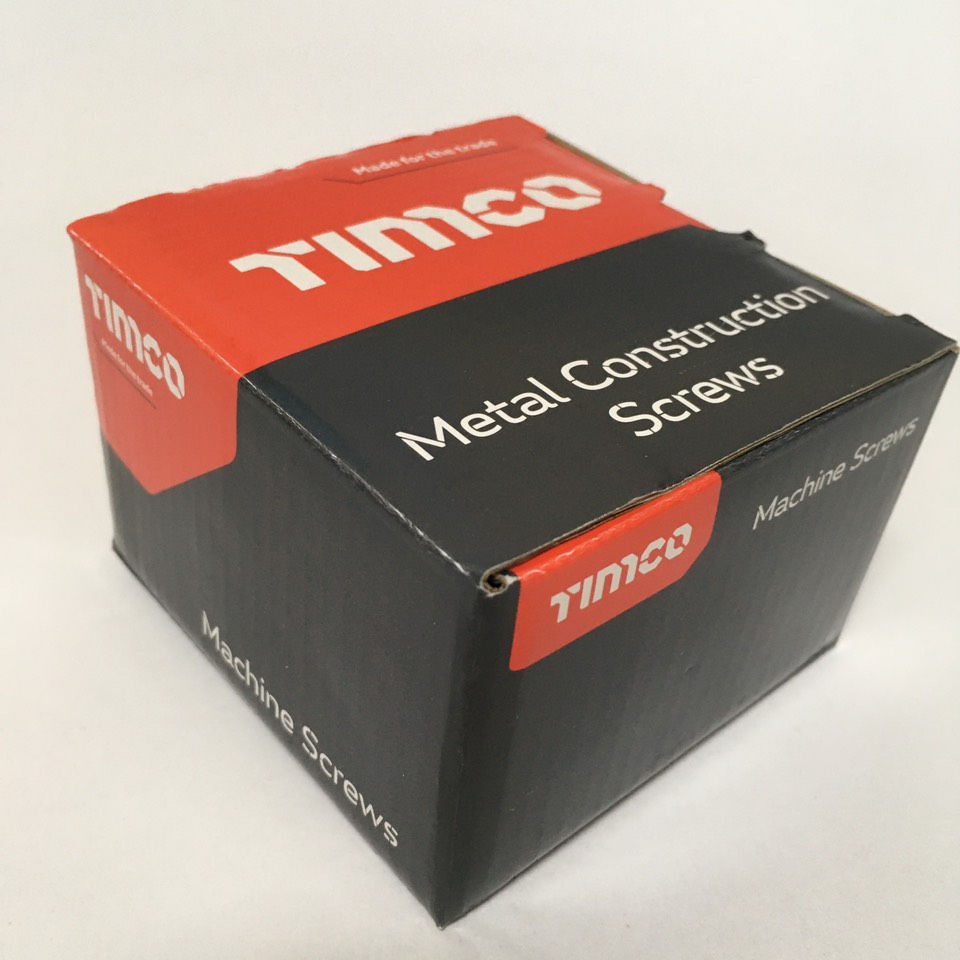 Made for the trade
TIMCO
Metal Construction
Screws
TIMCO
Made for the trade
Machine Screws
TIMCO
Machine Screws